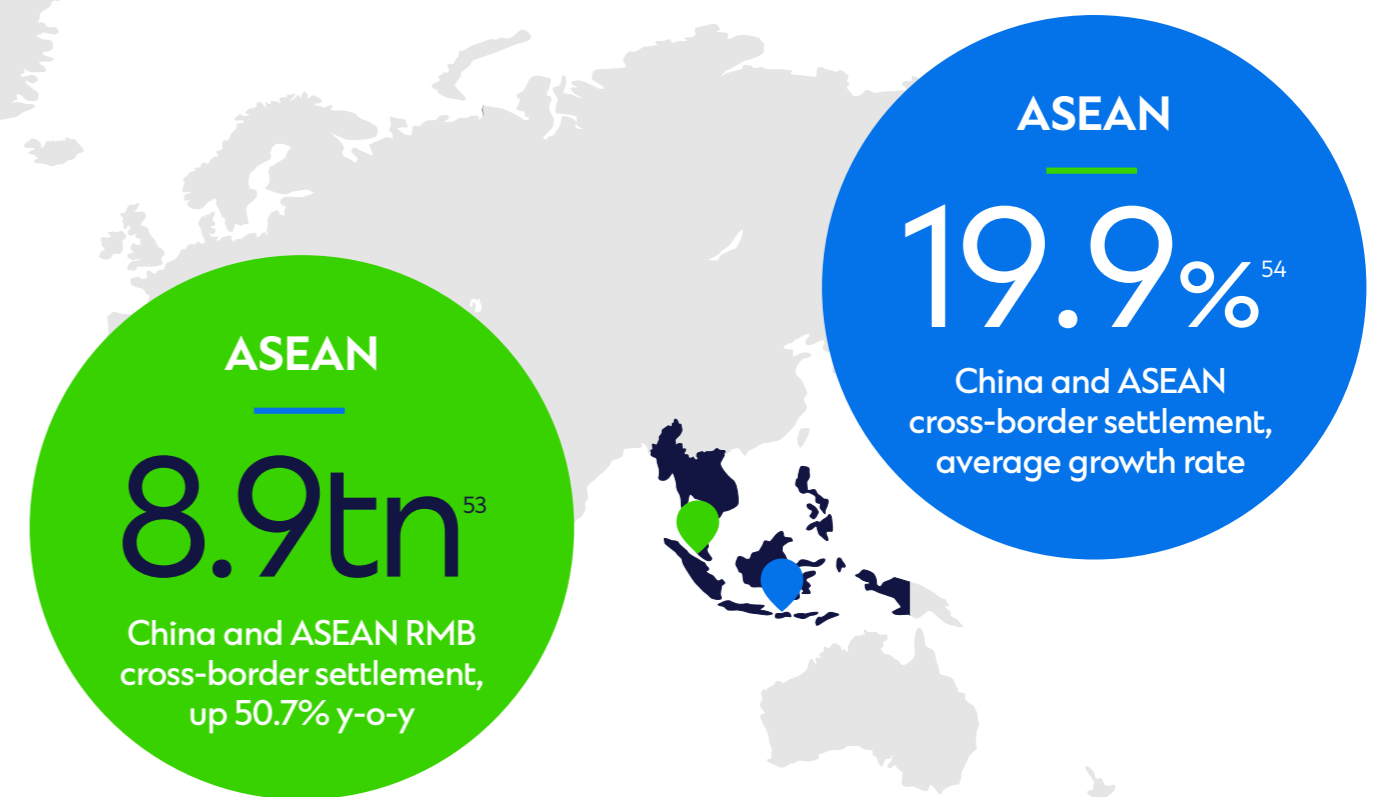 ASEAN
8.9tn53
China and ASEAN RMB
cross-border settlement,
up 50.7% y-o-y
ASEAN
19.9%54
China and ASEAN
cross-border settlement,
average growth rate